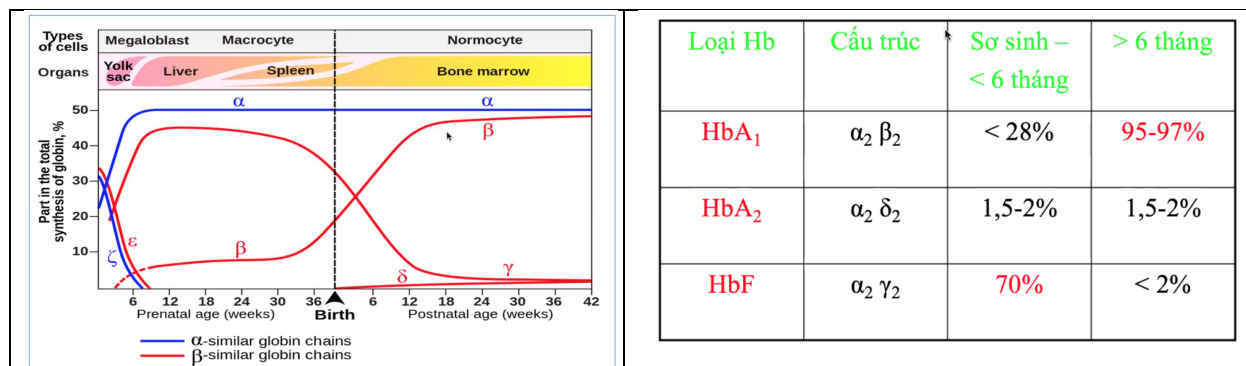 Types of cells
Megaloblast Macrocyte Normocyte
Organs
Yolk sac
Liver Spleen Bone marrow
Part in the total synthesis of globin, %
50
40
30
20
10
α α
β
β
γ
δ
ε
ζ
6 12 18 24 30 36 6 12 18 24 30 36 42
Prenatal age (weeks) Birth Postnatal age (weeks)
α-similar globin chains
β-similar globin chains
Loại Hb Cấu trúc Sơ sinh – < 6 tháng > 6 tháng
HbA1 α2 β2 < 28% 95-97%
HbA2 α2 δ2 1,5-2% 1,5-2%
HbF α2 γ2 70% < 2%